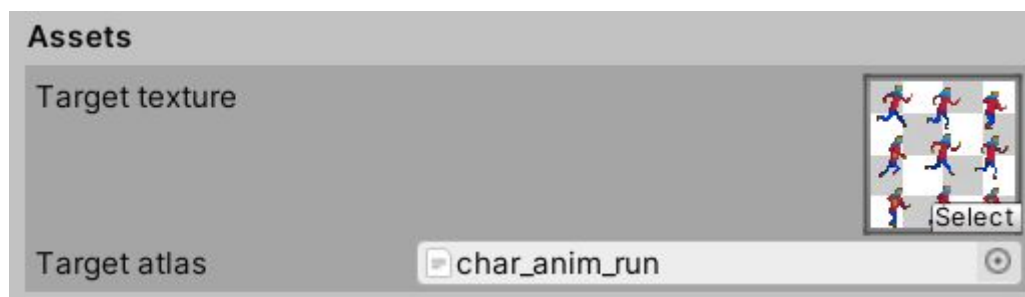 Assets
Target texture
Select
Target atlas
char_anim_run